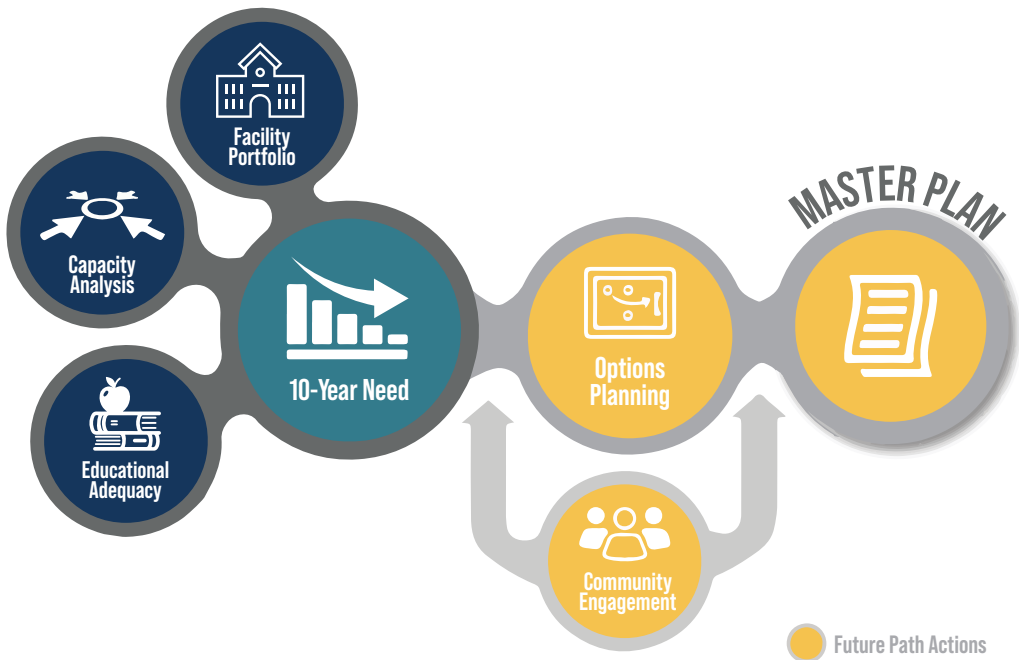 Facility
Portfolio
Capacity
Analysis
Educational
Adequacy
10-Year Need
Options
Planning
MASTER PLAN
Community
Engagement
Future Path Actions